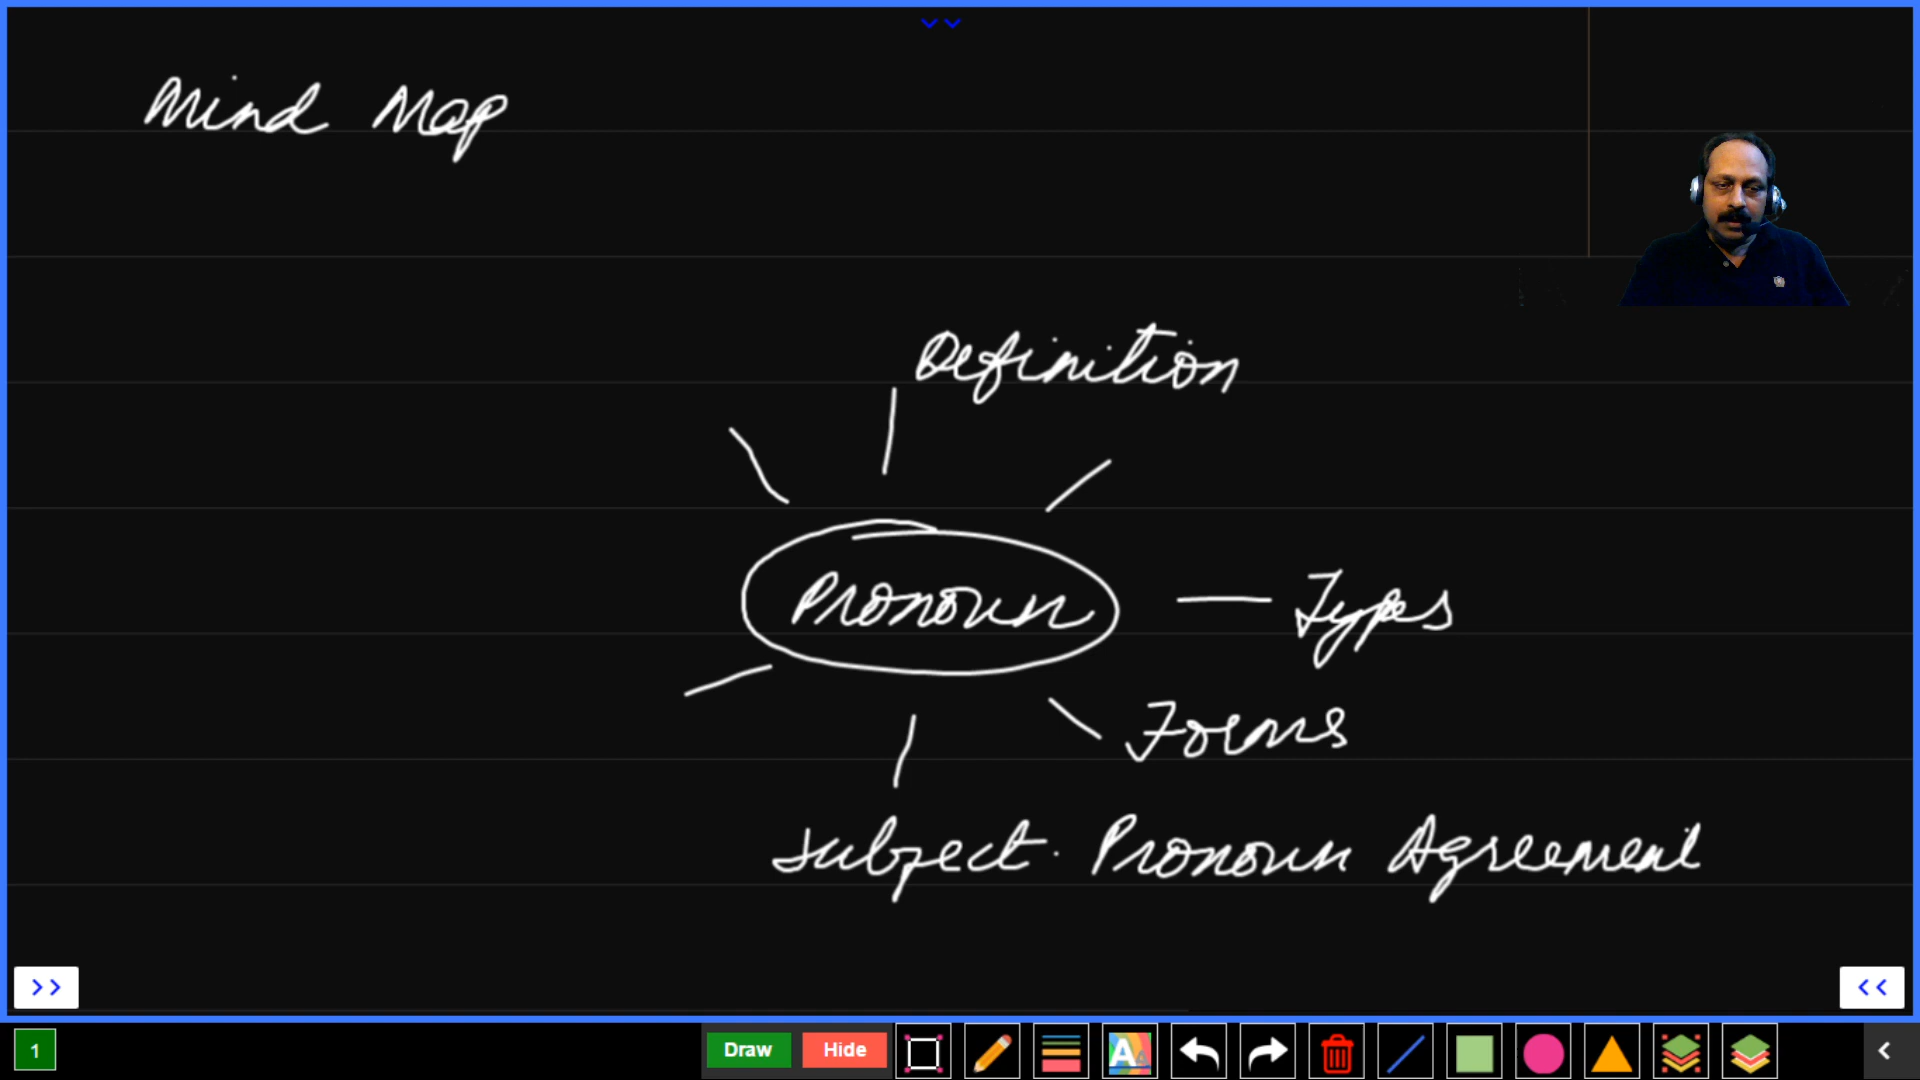 Mind Map
Definition
Pronoun
Types
Forms
Subject. Pronoun Agreement
1
Draw
Hide